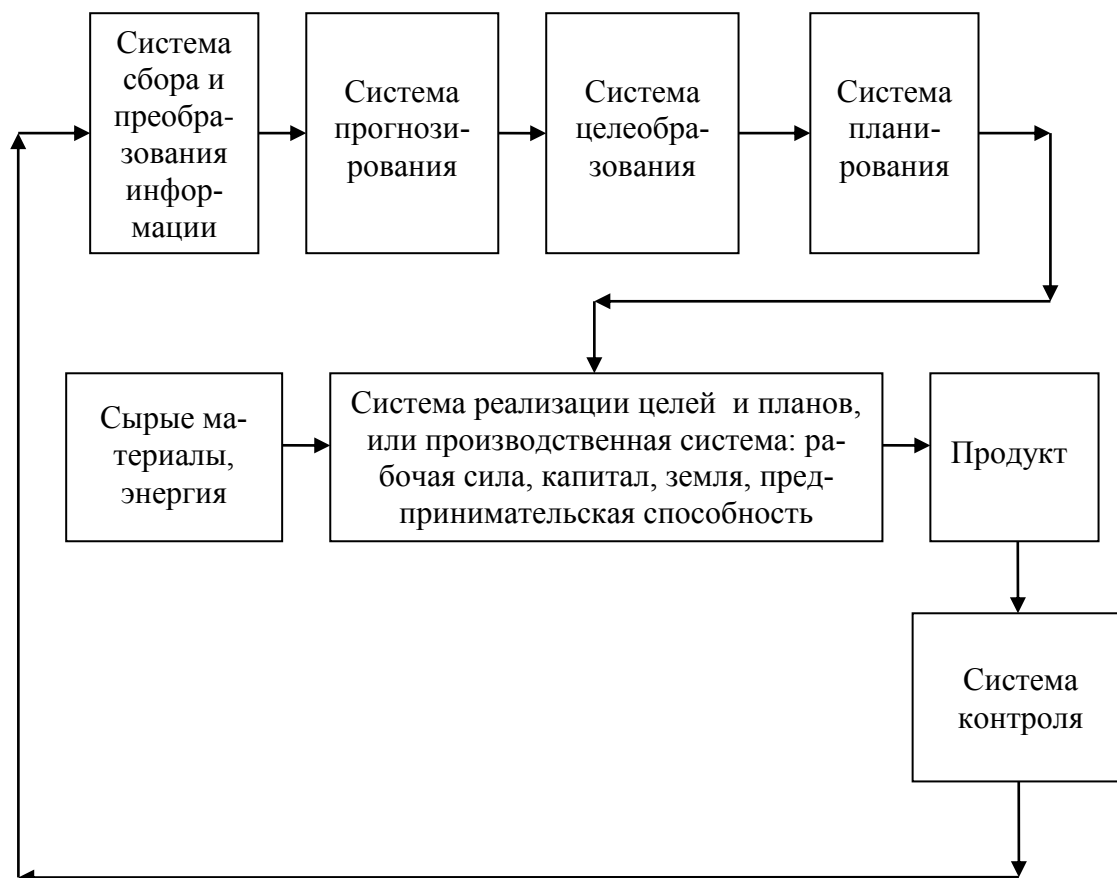 Система
сбора и
преобра-
зования
инфор-
мации
Система
прогнози-
рования
Система
целеобра-
зования
Система
плани-
рования
Сырые ма-
териалы,
энергия
Система реализации целей  и планов,
или производственная система: ра-
бочая сила, капитал, земля, пред-
принимательская способность
Продукт
Система
контроля